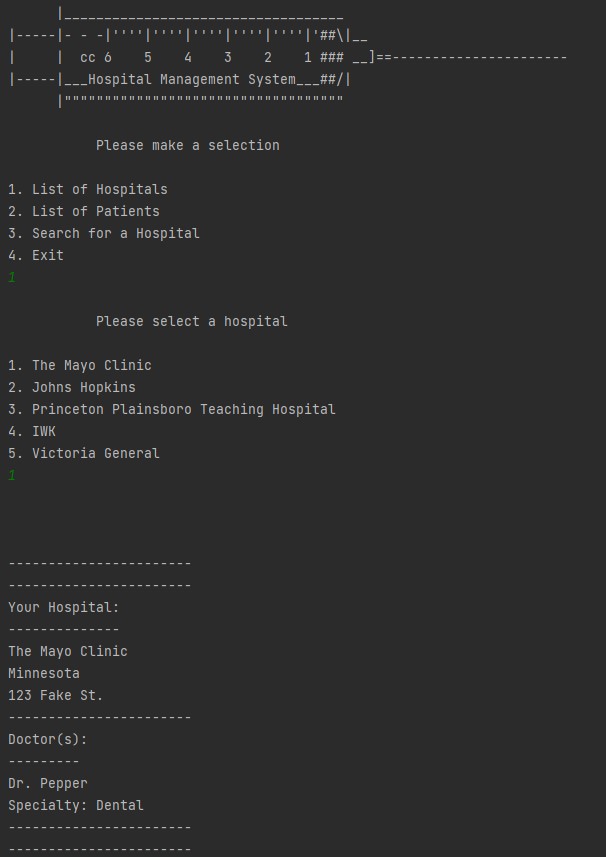 |___________________________________
|-----|- - -|''''|''''|''''|''''|''''|'##\|__
|     |  cc 6    5    4    3    2    1 ### __]==----------------------
|-----|___Hospital Management System___##/|
      |"""""""""""""""""""""""""""""""""""
           Please make a selection
1. List of Hospitals
2. List of Patients
3. Search for a Hospital
4. Exit
1
           Please select a hospital
1. The Mayo Clinic
2. Johns Hopkins
3. Princeton Plainsboro Teaching Hospital
4. IWK
5. Victoria General
1
-----------------------
-----------------------
Your Hospital:
--------------
The Mayo Clinic
Minnesota
123 Fake St.
-----------------------
Doctor(s):
---------
Dr. Pepper
Specialty: Dental
-----------------------
-----------------------